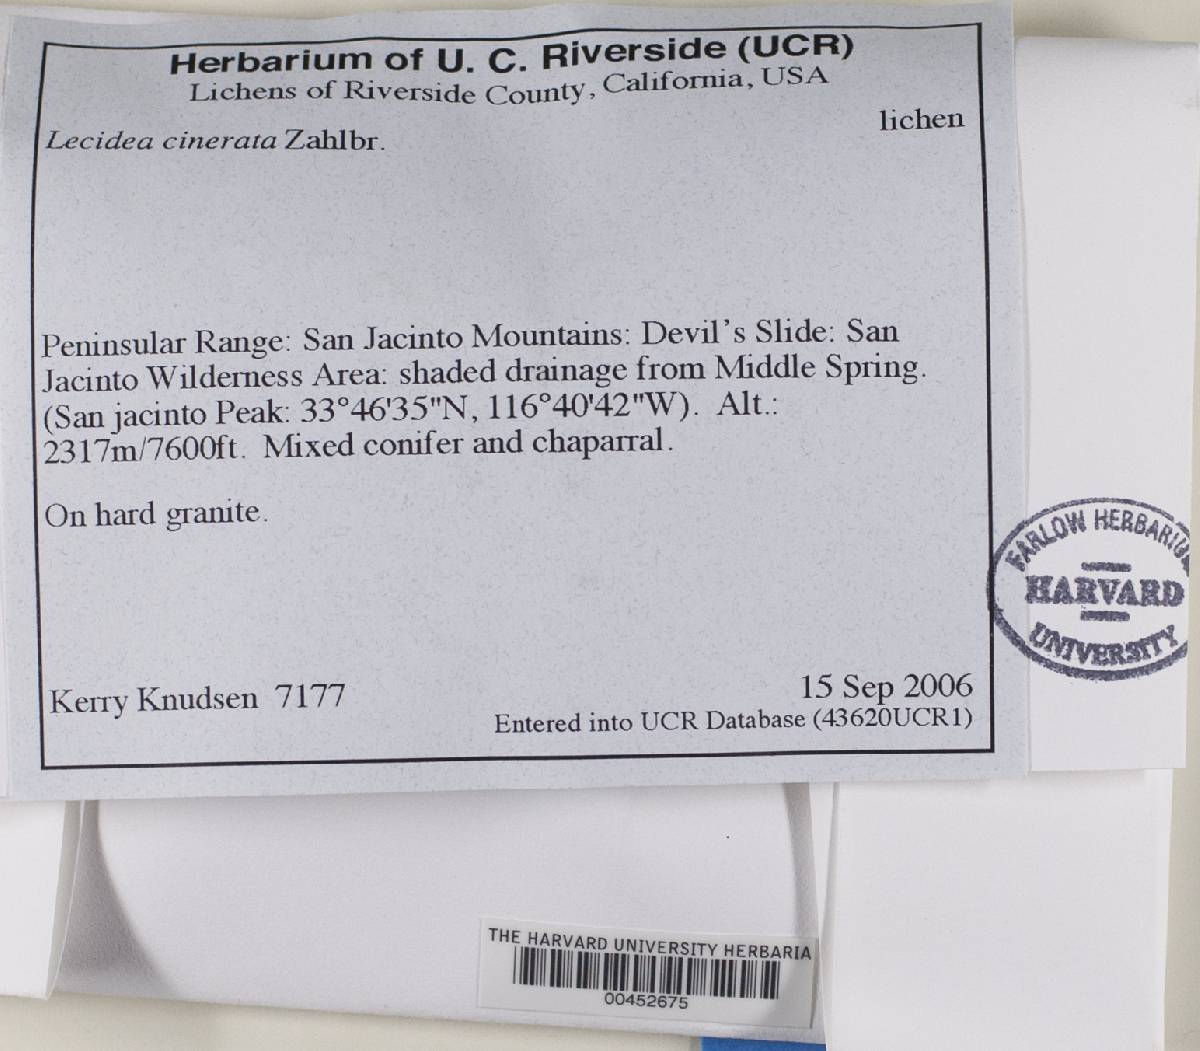 Herbarium of U. C. Riverside (UCR)
Lichens of Riverside County, California, USA
lichen
Lecidea cinerata Zahlbr.
Peninsular Range: San Jacinto Mountains: Devil's Slide: San
Jacinto Wilderness Area: shaded drainage from Middle Spring.
(San jacinto Peak: 33°46'35"N, 116°40'42"W). Alt.:
2317m/7600ft. Mixed conifer and chaparral.
On hard granite.
Kerry Knudsen 7177
15 Sep 2006
Entered into UCR Database (43620UCR1)
FARLOW HERBARIU
HARVARD
UNIVERSITY
THE HARVARD UNIVERSITY HERBARIA
00452675